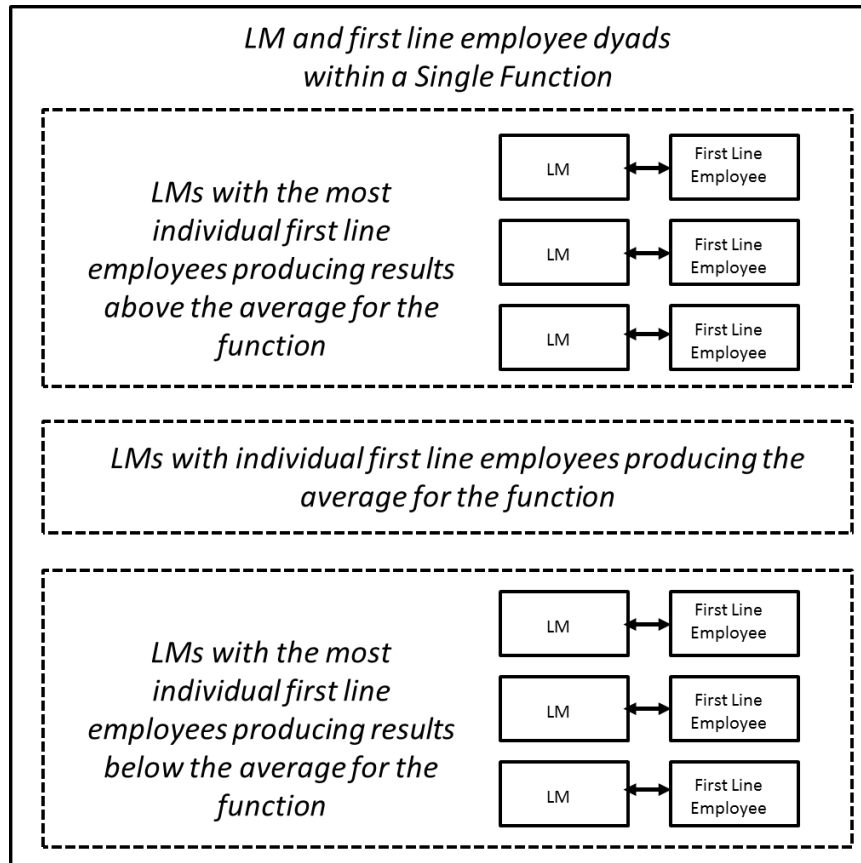 LM and first line employee dyads
within a Single Function
LMs with the most
individual first line
employees producing results
above the average for the
function
LM
First Line
Employee
LM
First Line
Employee
LM
First Line
Employee
LMs with individual first line employees producing the
average for the function
LMs with the most
individual first line
employees producing results
below the average for the
function
LM
First Line
Employee
LM
First Line
Employee
LM
First Line
Employee